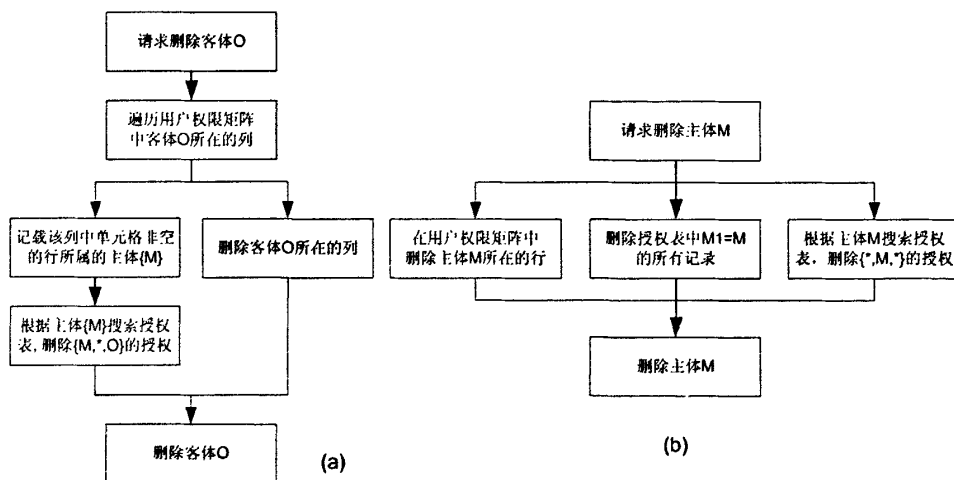 请求删除客体O
遍历用户权限矩阵
中客体O所在的列
记载该列中单元格非空
的行所属的主体{M}
删除客体O所在的列
根据主体{M}搜索授权
表,删除{M,*,O}的授权
删除客体O
(a)
请求删除主体M
在用户权限矩阵中
删除主体M所在的行
删除授权表中M1=M
的所有记录
根据主体M搜索授权
表，删除{*,M,*}的授权
删除主体M
(b)